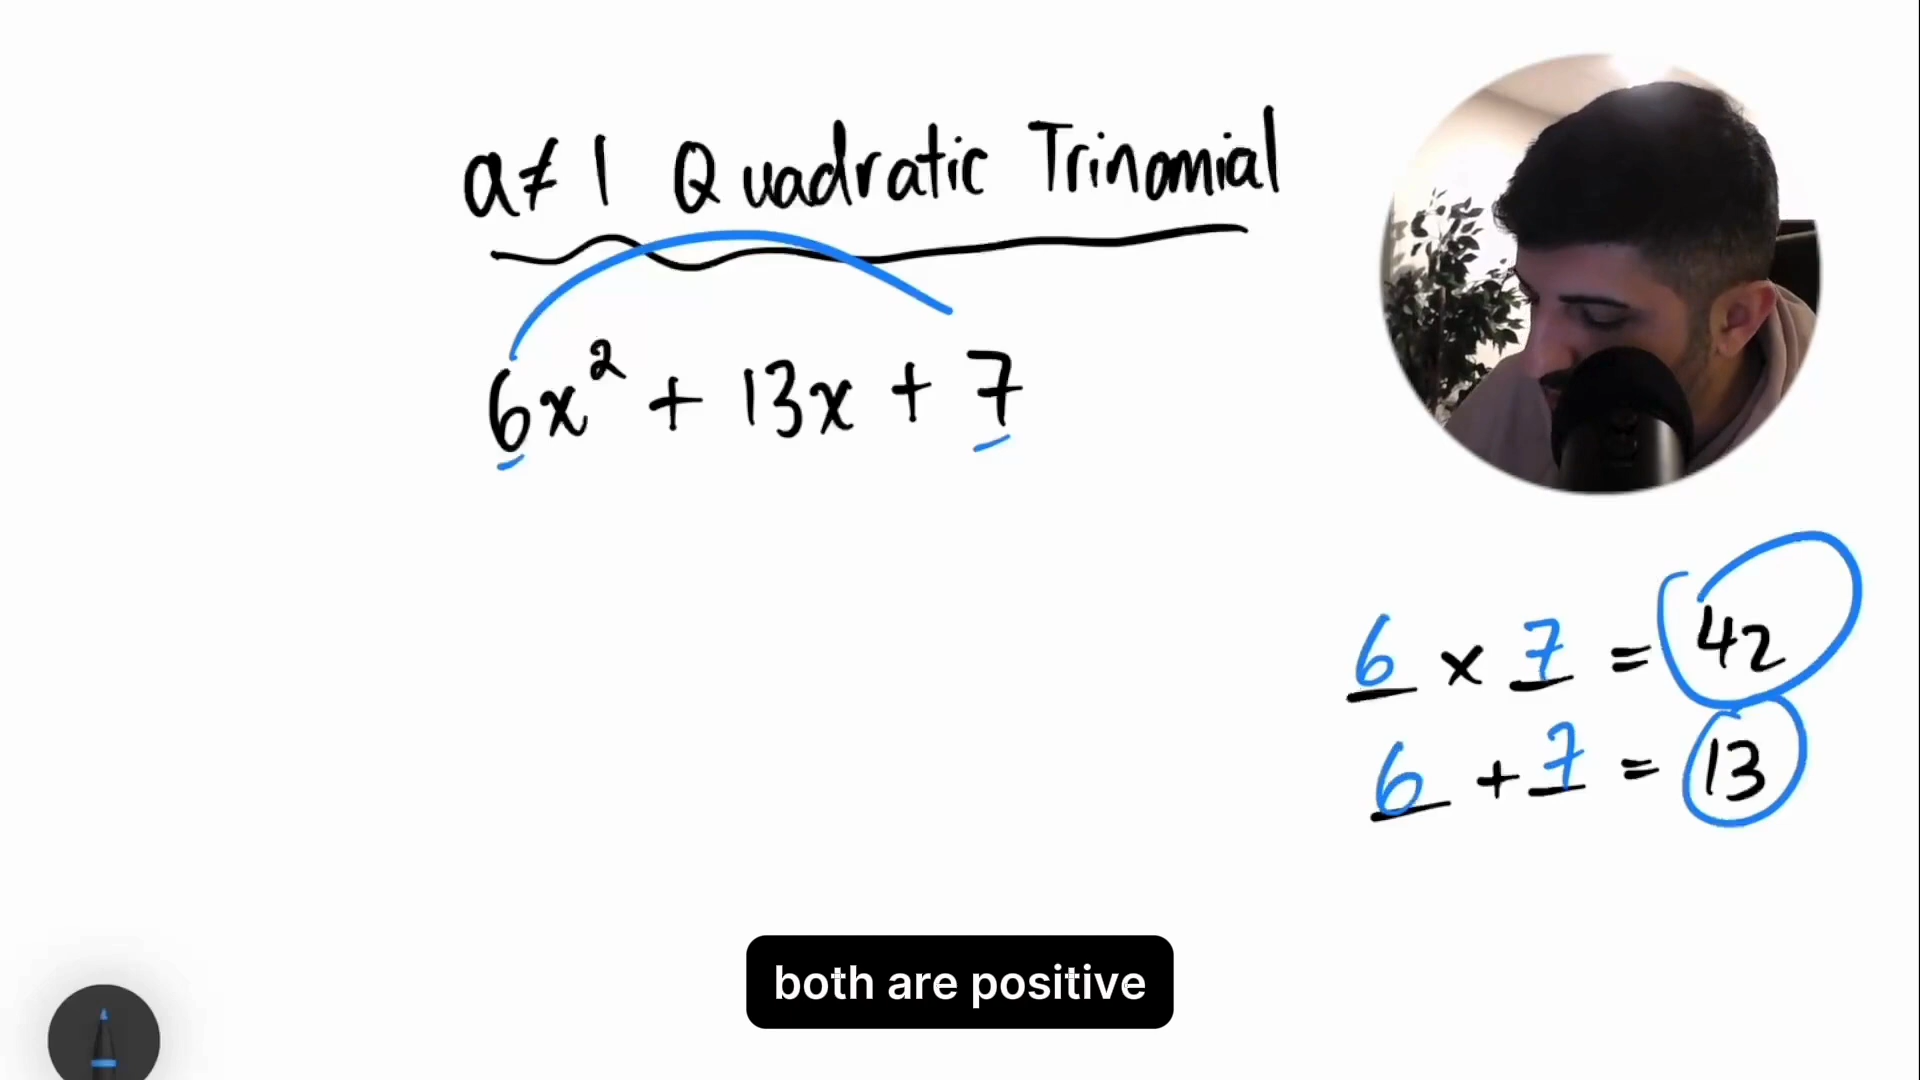 a ≠ 1 Quadratic Trinomial
6x² + 13x + 7
6 × 7 = 42
6 + 7 = 13
both are positive